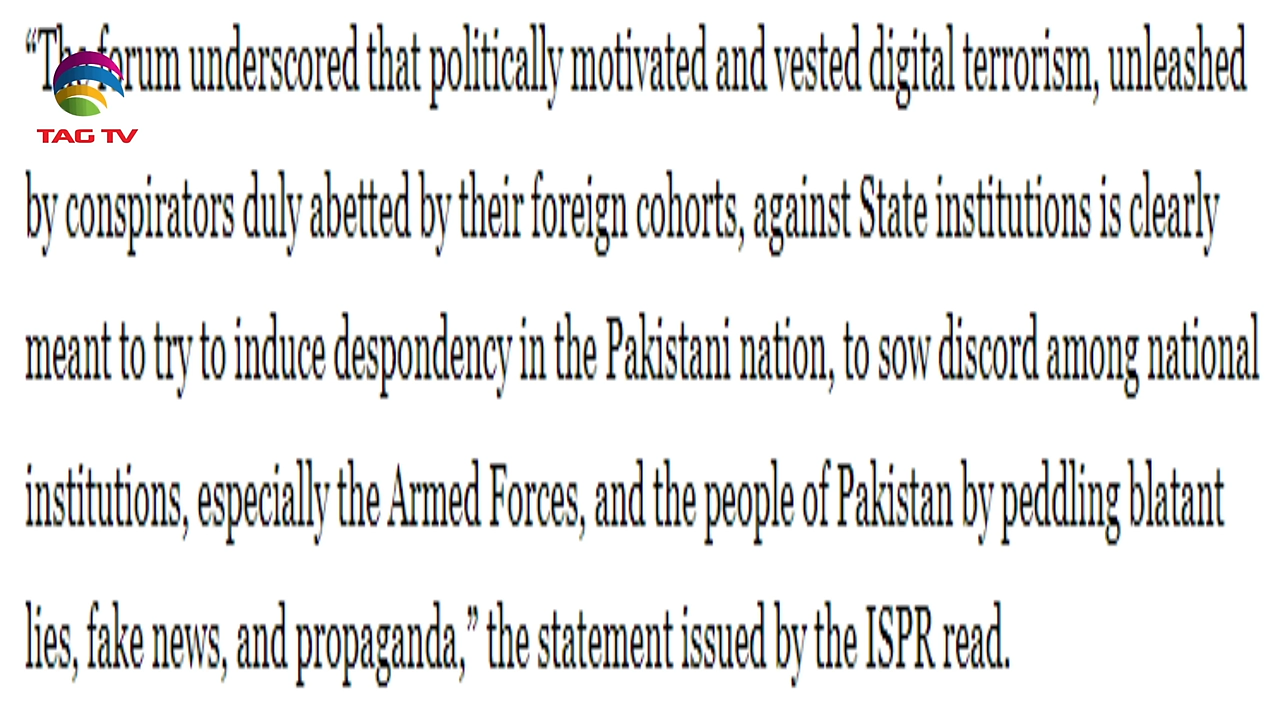 “The forum underscored that politically motivated and vested digital terrorism, unleashed
TAG TV
by conspirators duly abetted by their foreign cohorts, against State institutions is clearly
meant to try to induce despondency in the Pakistani nation, to sow discord among national
institutions, especially the Armed Forces, and the people of Pakistan by peddling blatant
lies, fake news, and propaganda,” the statement issued by the ISPR read.